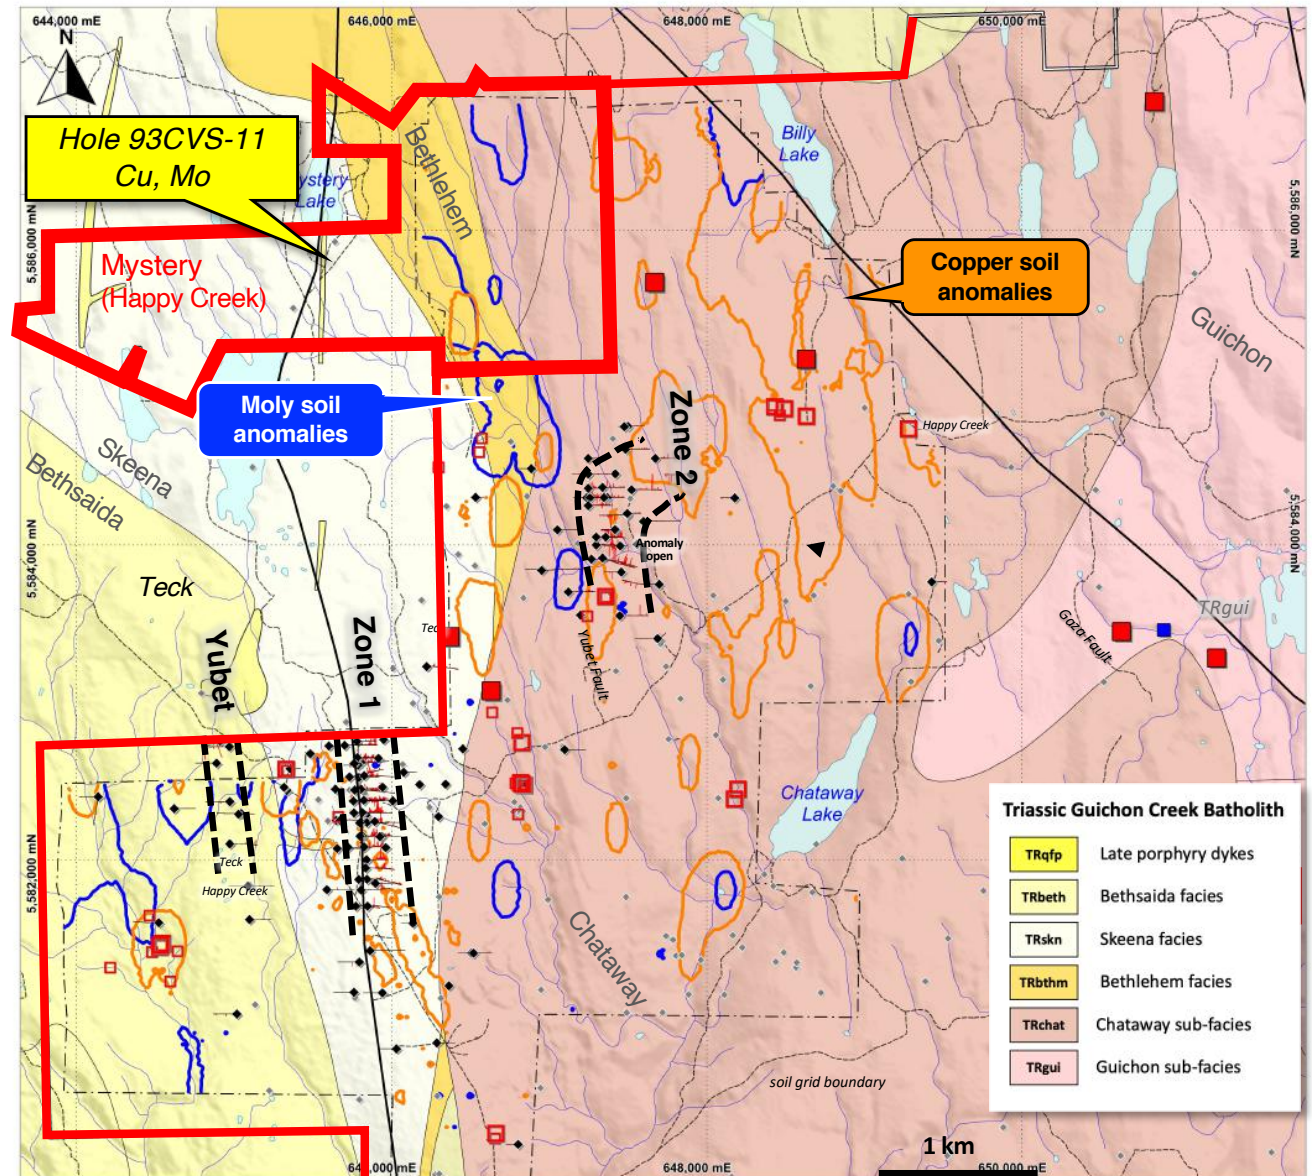 644,000 mE
646,000 mE
648,000 mE
650,000 mE
N
Hole 93CVS-11
Cu, Mo
Bethlehem
Billy
Lake
ystery
Lake
5,586,000 mN
5,586,000 mN
Mystery
(Happy Creek)
Copper soil
anomalies
Guichon
Moly soil
anomalies
Zone 2
Happy Creek
Skeena
Bethsaida
5,584,000 mN
5,584,000 mN
Anomaly
open
Teck
TRgui
Gaza Fault
Yubet
Zone 1
Tec
Yubet Fault
Chataway
Lake
5,582,000 mN
Teck
Happy Creek
Chataway
soil grid boundary
Triassic Guichon Creek Batholith
TRqfp Late porphyry dykes
TRbeth Bethsaida facies
TRskn Skeena facies
TRbthm Bethlehem facies
TRchat Chataway sub-facies
TRgui Guichon sub-facies
1 km
646,000 mE
648,000 mE
650,000 mE